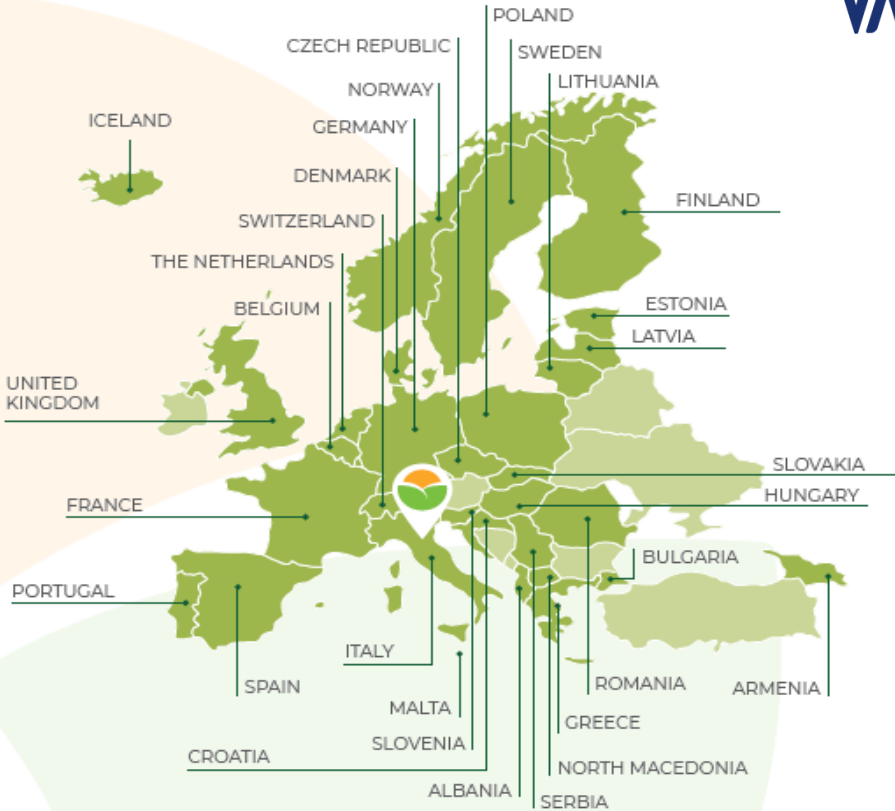 POLAND
CZECH REPUBLIC
SWEDEN
LITHUANIA
NORWAY
ICELAND
GERMANY
DENMARK
FINLAND
SWITZERLAND
THE NETHERLANDS
BELGIUM
ESTONIA
LATVIA
UNITED
KINGDOM
SLOVAKIA
HUNGARY
FRANCE
BULGARIA
PORTUGAL
ITALY
SPAIN
ROMANIA
ARMENIA
MALTA
GREECE
SLOVENIA
CROATIA
NORTH MACEDONIA
ALBANIA
SERBIA